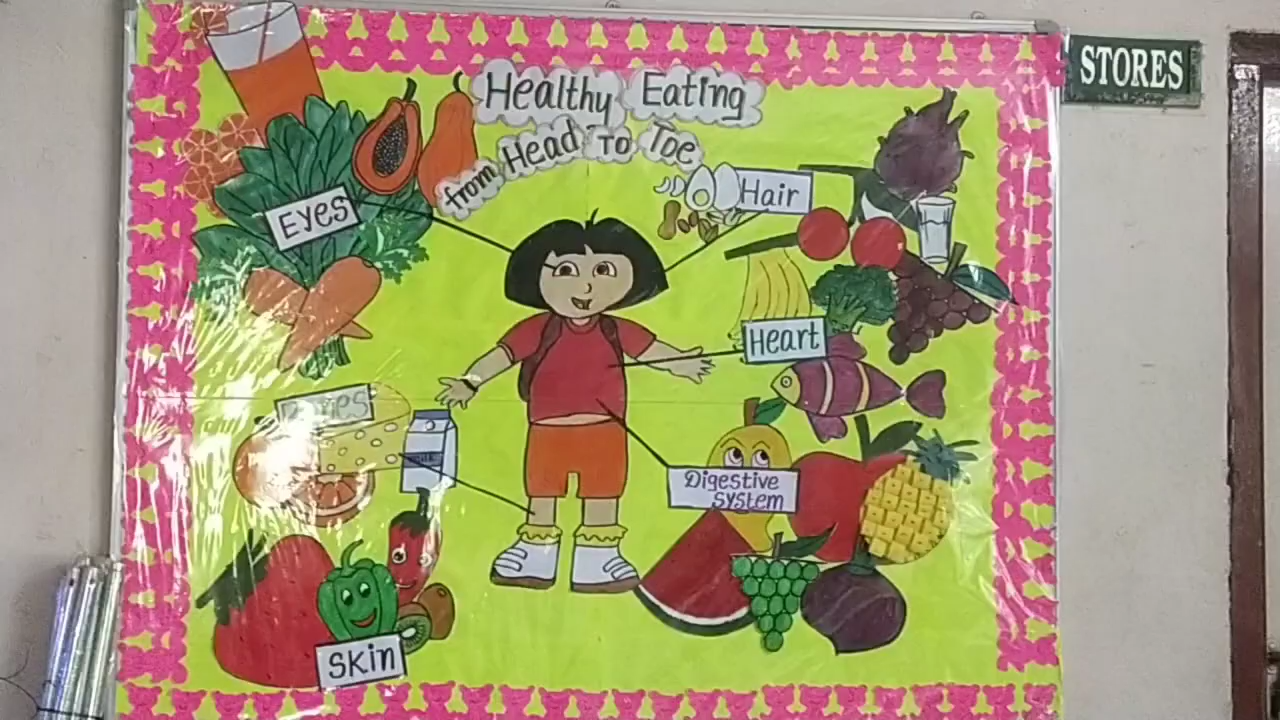 STORES
Healthy Eating
from Head To Toe
EYES
Hair
Heart
Digestive
SYSTEM
Skin